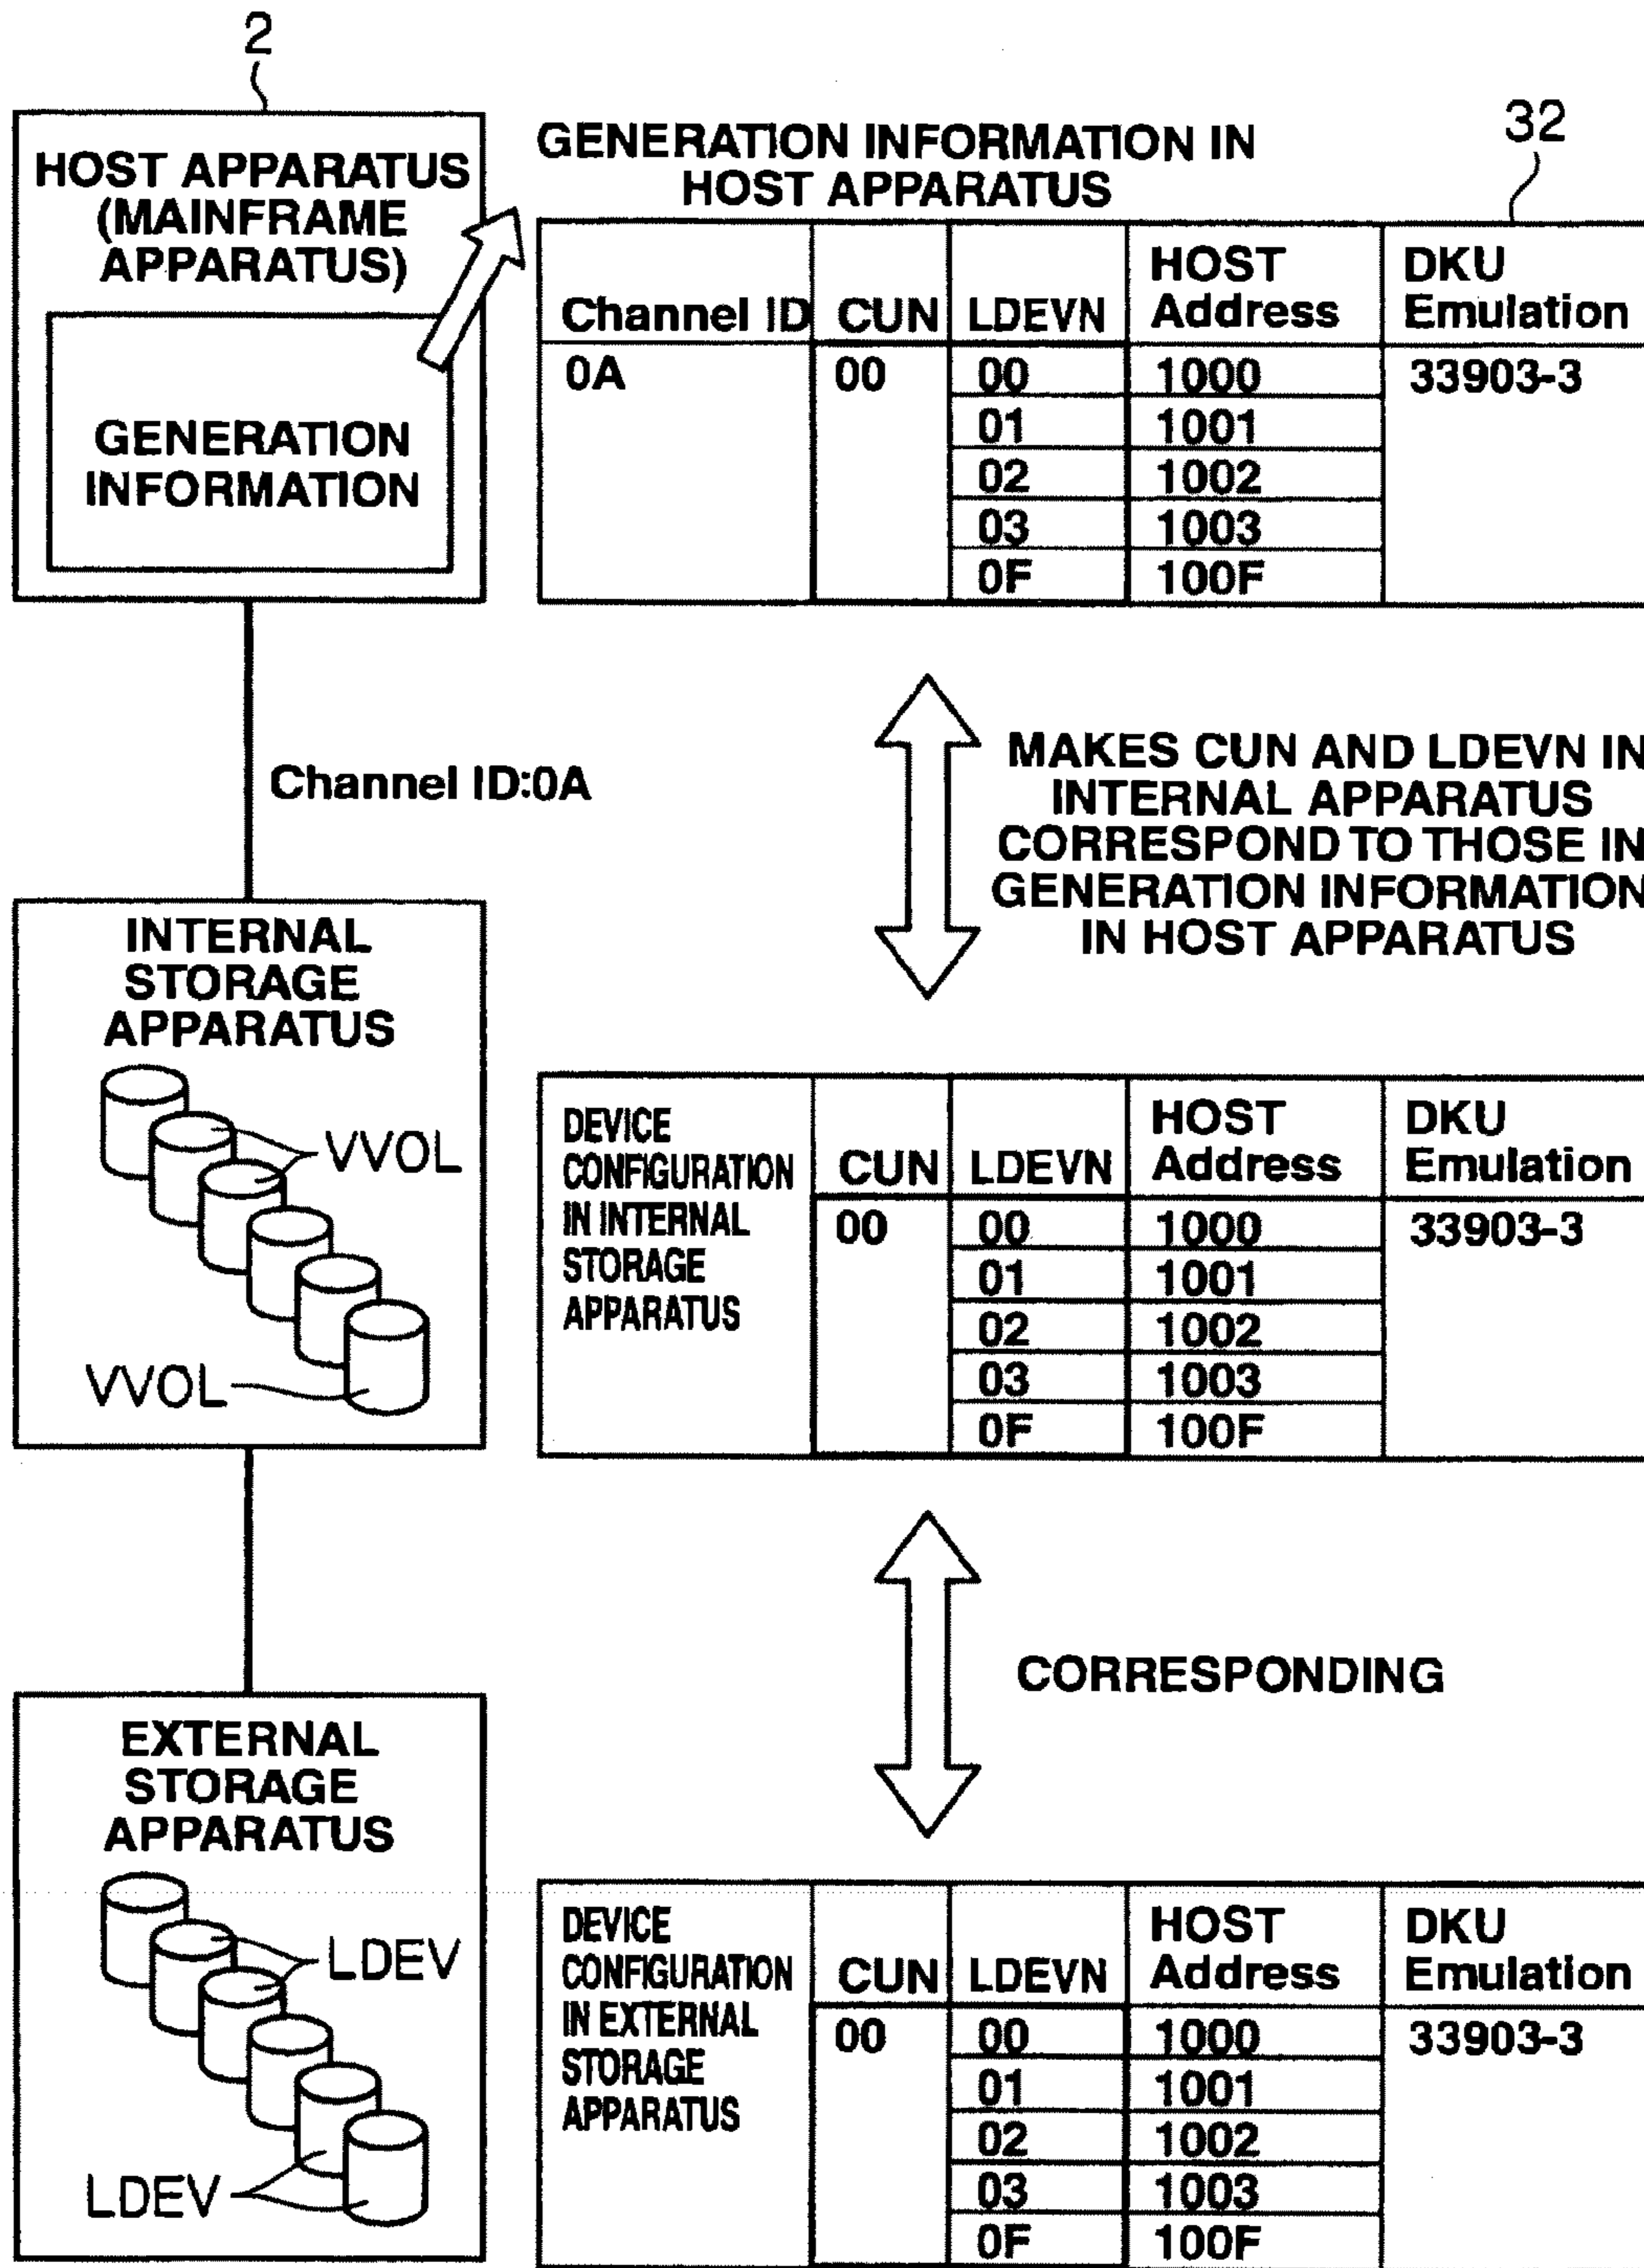 2
HOST APPARATUS
(MAINFRAME
APPARATUS)
GENERATION
INFORMATION
GENERATION INFORMATION IN
HOST APPARATUS
32
Channel ID CUN LDEVN HOST Address DKU Emulation
0A 00 00 1000 33903-3
01 1001
02 1002
03 1003
0F 100F
Channel ID:0A
MAKES CUN AND LDEVN IN
INTERNAL APPARATUS
CORRESPOND TO THOSE IN
GENERATION INFORMATION
IN HOST APPARATUS
INTERNAL
STORAGE
APPARATUS
VVOL
VVOL
DEVICE
CONFIGURATION
IN INTERNAL
STORAGE
APPARATUS
CUN LDEVN HOST Address DKU Emulation
00 00 1000 33903-3
01 1001
02 1002
03 1003
0F 100F
CORRESPONDING
EXTERNAL
STORAGE
APPARATUS
LDEV
LDEV
DEVICE
CONFIGURATION
IN EXTERNAL
STORAGE
APPARATUS
CUN LDEVN HOST Address DKU Emulation
00 00 1000 33903-3
01 1001
02 1002
03 1003
0F 100F